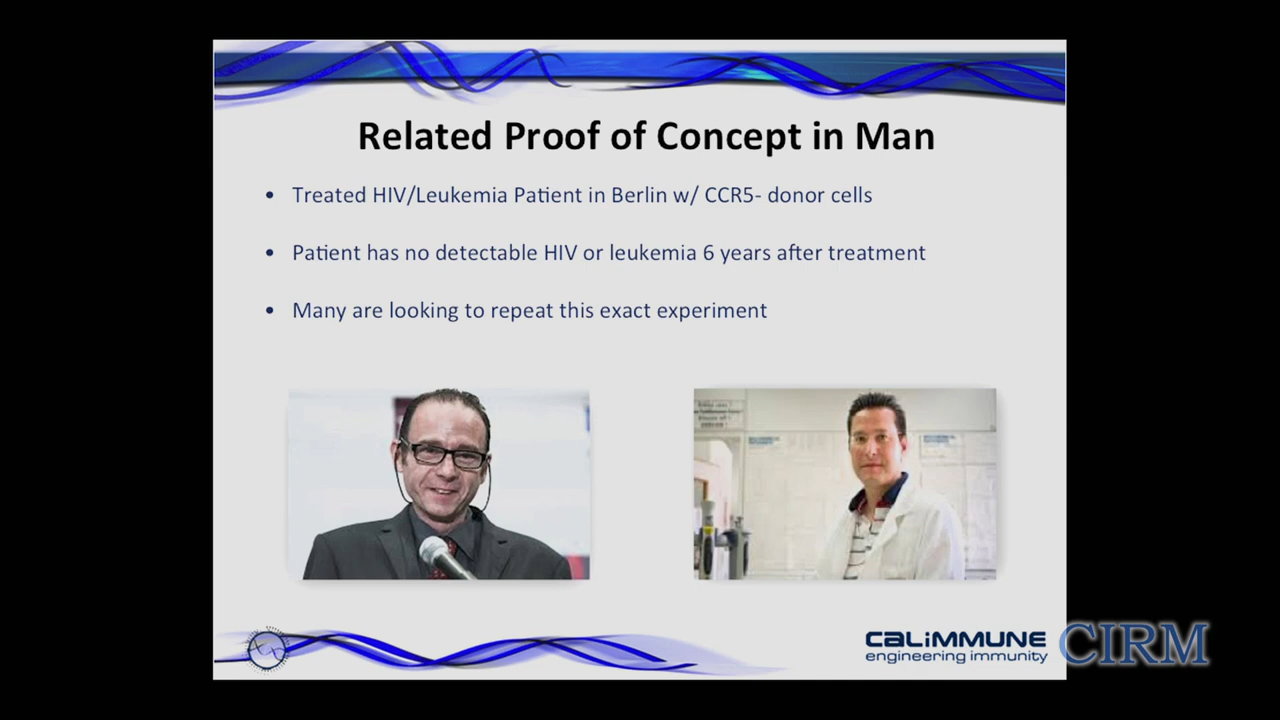 Related Proof of Concept in Man
• Treated HIV/Leukemia Patient in Berlin w/ CCR5- donor cells
• Patient has no detectable HIV or leukemia 6 years after treatment
• Many are looking to repeat this exact experiment
CALIMMUNE
engineering immunity
CIRM